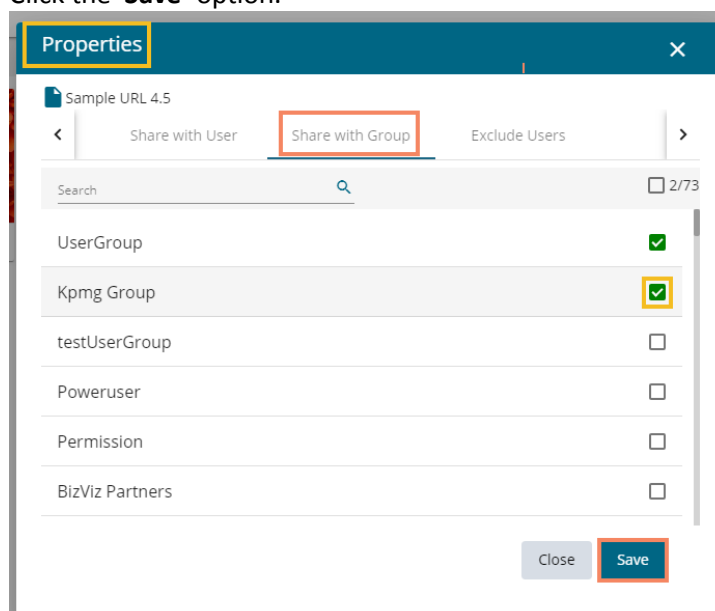 Click the 'Save' option.
Properties
Sample URL 4.5
Share with User Share with Group Exclude Users
Search 2/73
UserGroup
Kpmg Group
testUserGroup
Poweruser
Permission
BizViz Partners
Close Save